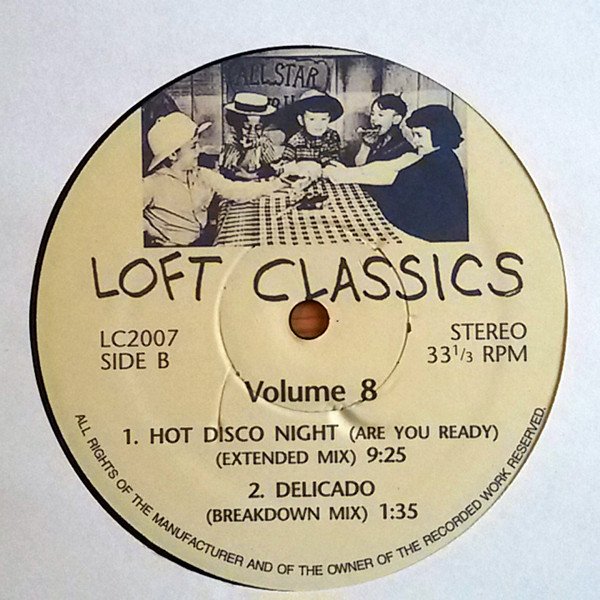 ALL STAR
LOFT CLASSICS
LC2007
SIDE B
STEREO
33 1/3 RPM
Volume 8
1. HOT DISCO NIGHT (ARE YOU READY)
(EXTENDED MIX) 9:25
2. DELICADO
(BREAKDOWN MIX) 1:35
ALL RIGHTS OF THE MANUFACTURER AND OF THE OWNER OF THE RECORDED WORK RESERVED.